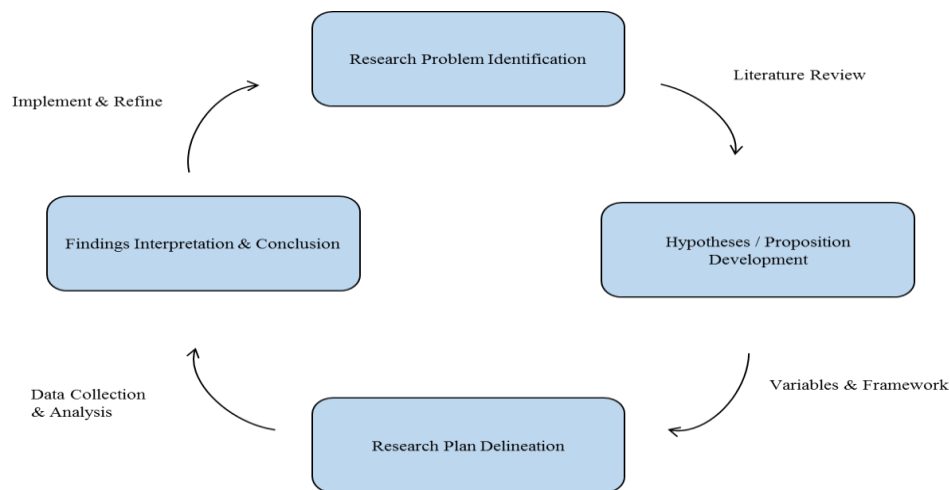 Research Problem Identification
Literature Review
Implement & Refine
Findings Interpretation & Conclusion
Hypotheses / Proposition
Development
Variables & Framework
Data Collection
& Analysis
Research Plan Delineation